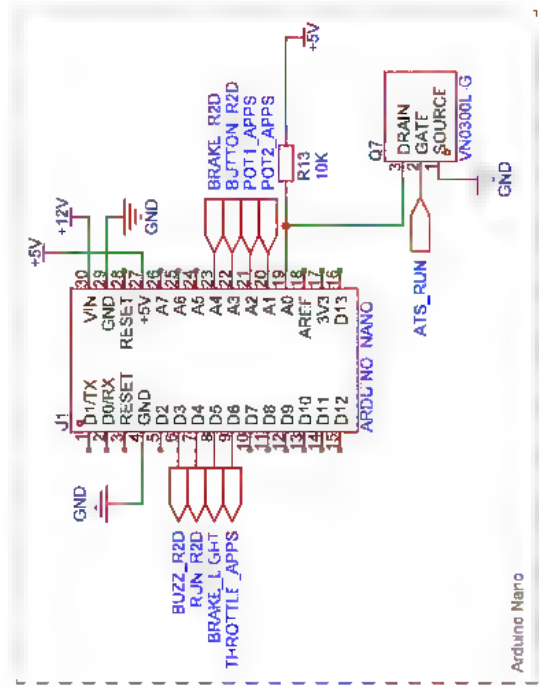 +5V
+12V
GND
BRAKE_R2D
BUTTON_R2D
POT1_APPS
POT2_APPS
R13
10K
+5V
Q7
DRAIN
GATE
SOURCE
3
2
1
VN0300L-G
GND
ATS_RUN
30 VIN
29 GND
28 RESET
27 +5V
26 A7
25 A6
24 A5
23 A4
22 A3
21 A2
20 A1
19 A0
18 AREF
17 3V3
16 D13
J1
ARDUINO NANO
1 D1/TX
2 D0/RX
3 RESET
4 GND
5 D2
6 D3
7 D4
8 D5
9 D6
10 D7
11 D8
12 D9
13 D10
14 D11
15 D12
GND
BUZZ_R2D
RUN_R2D
BRAKE_LIGHT
THROTTLE_APPS
Arduino Nano